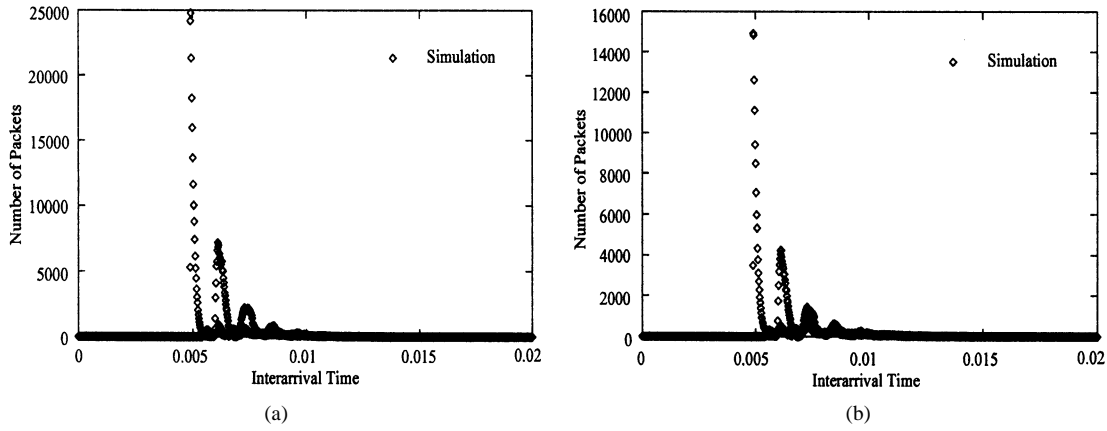 25000
20000
15000
10000
5000
0
Number of Packets
Simulation
0 0.005 0.01 0.015 0.02
Interarrival Time
(a)
16000
14000
12000
10000
8000
6000
4000
2000
0
Number of Packets
Simulation
0 0.005 0.01 0.015 0.02
Interarrival Time
(b)